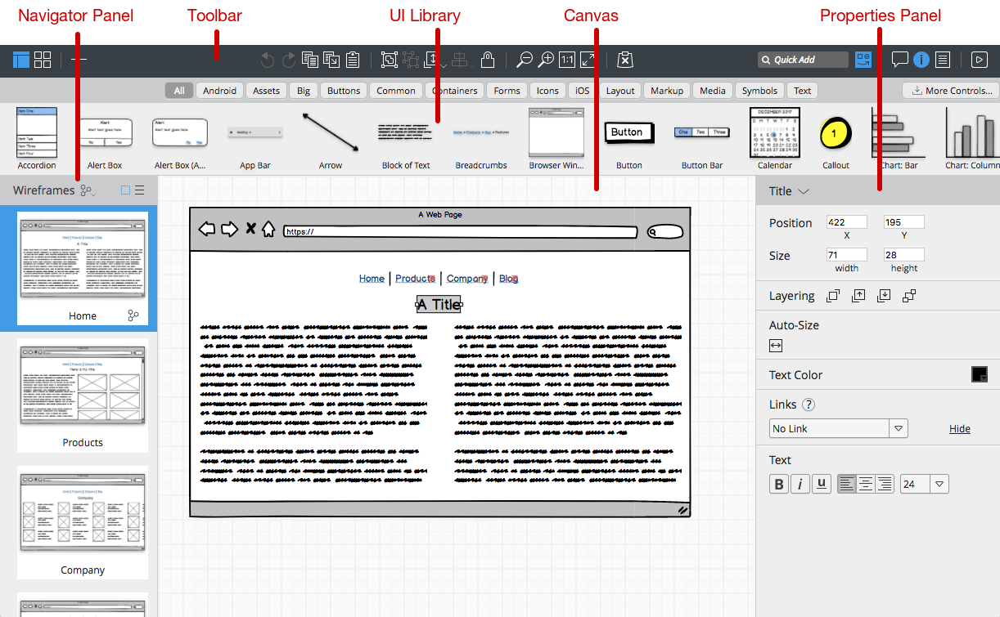 Navigator Panel Toolbar UI Library Canvas Properties Panel
1:1 Quick Add i
All Android Assets Big Buttons Common Containers Forms Icons iOS Layout Markup Media Symbols Text More Controls...
Item One
Item Two
Item Three
Item Four
Alert
Alert text goes here
No Yes
Alert
Alert text goes here
No Yes
Button
One Two Three
DECEMBER 2017
S M T W T F S
1
Accordion Alert Box Alert Box (A... App Bar Arrow Block of Text Breadcrumbs Browser Win... Button Button Bar Calendar Callout Chart: Bar Chart: Column
Wireframes
Home
Products
Company
A Web Page
https://
Home Products Company Blog
A Title
Title
Position 422 195
X Y
Size 71 28
width height
Layering
Auto-Size
Text Color
Links ?
No Link Hide
Text
B i u 24